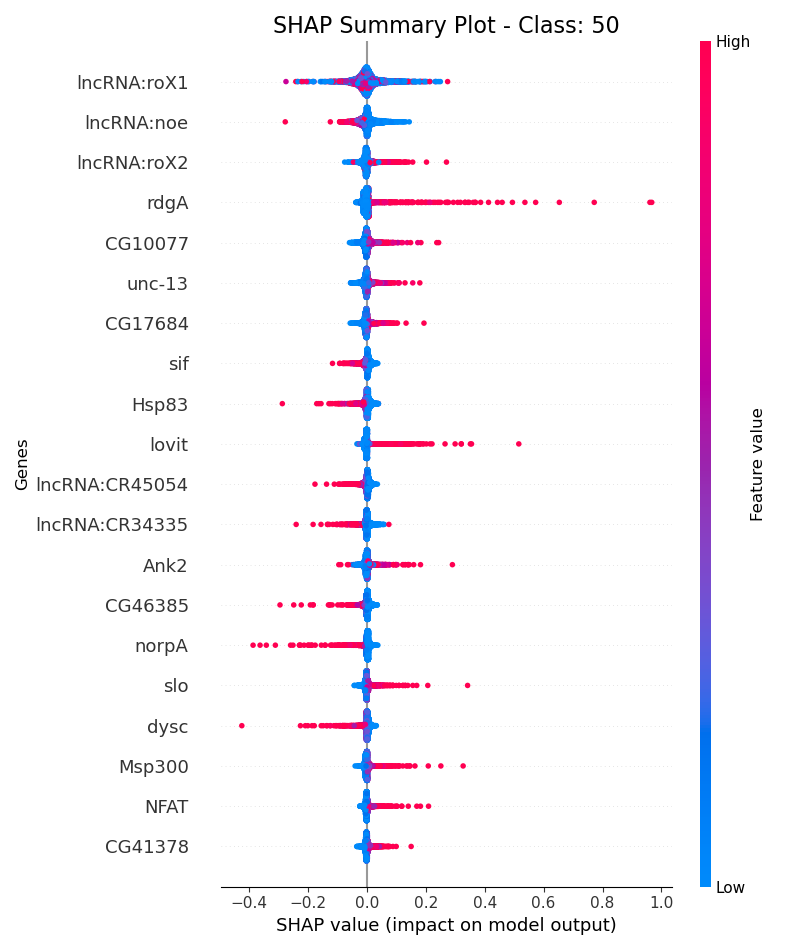 SHAP Summary Plot - Class: 50
High
lncRNA:roX1
lncRNA:noe
lncRNA:roX2
rdgA
CG10077
unc-13
CG17684
sif
Hsp83
lovit
lncRNA:CR45054
lncRNA:CR34335
Ank2
CG46385
norpA
slo
dysc
Msp300
NFAT
CG41378
Genes
Feature value
Low
−0.4 −0.2 0.0 0.2 0.4 0.6 0.8 1.0
SHAP value (impact on model output)